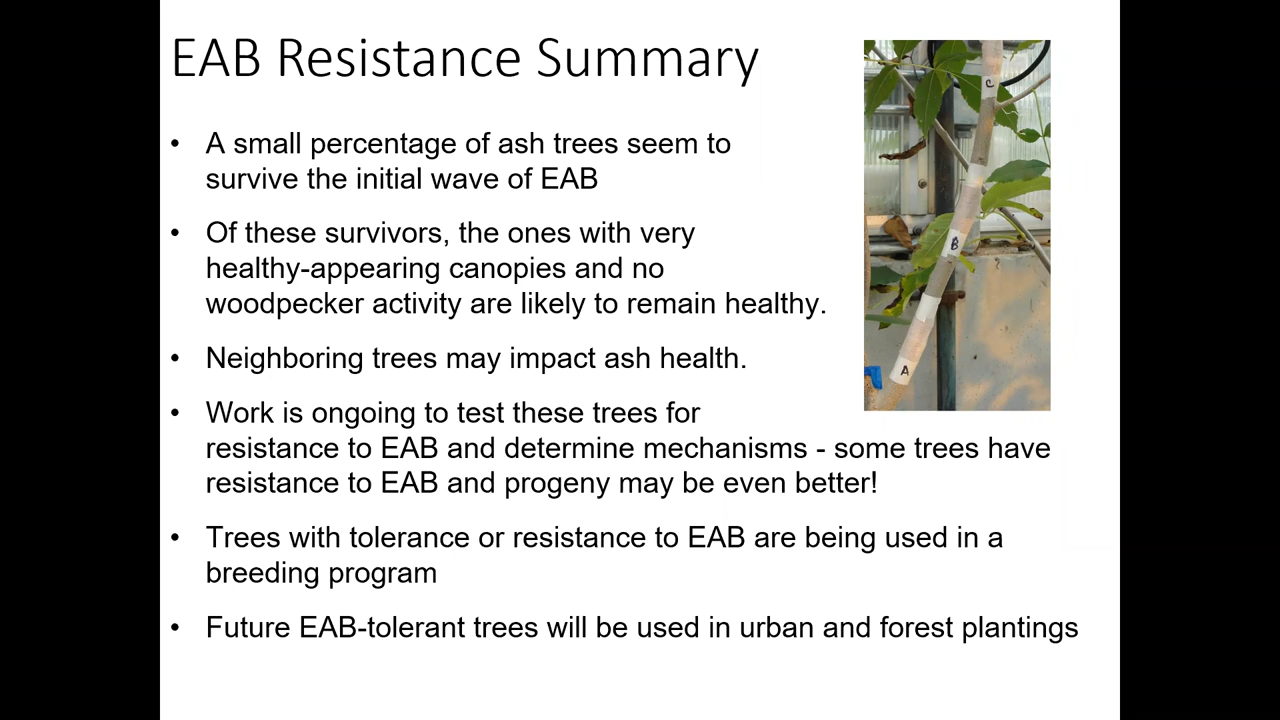 EAB Resistance Summary
• A small percentage of ash trees seem to
survive the initial wave of EAB
• Of these survivors, the ones with very
healthy-appearing canopies and no
woodpecker activity are likely to remain healthy.
• Neighboring trees may impact ash health.
• Work is ongoing to test these trees for
resistance to EAB and determine mechanisms - some trees have
resistance to EAB and progeny may be even better!
• Trees with tolerance or resistance to EAB are being used in a
breeding program
• Future EAB-tolerant trees will be used in urban and forest plantings
C
B
A